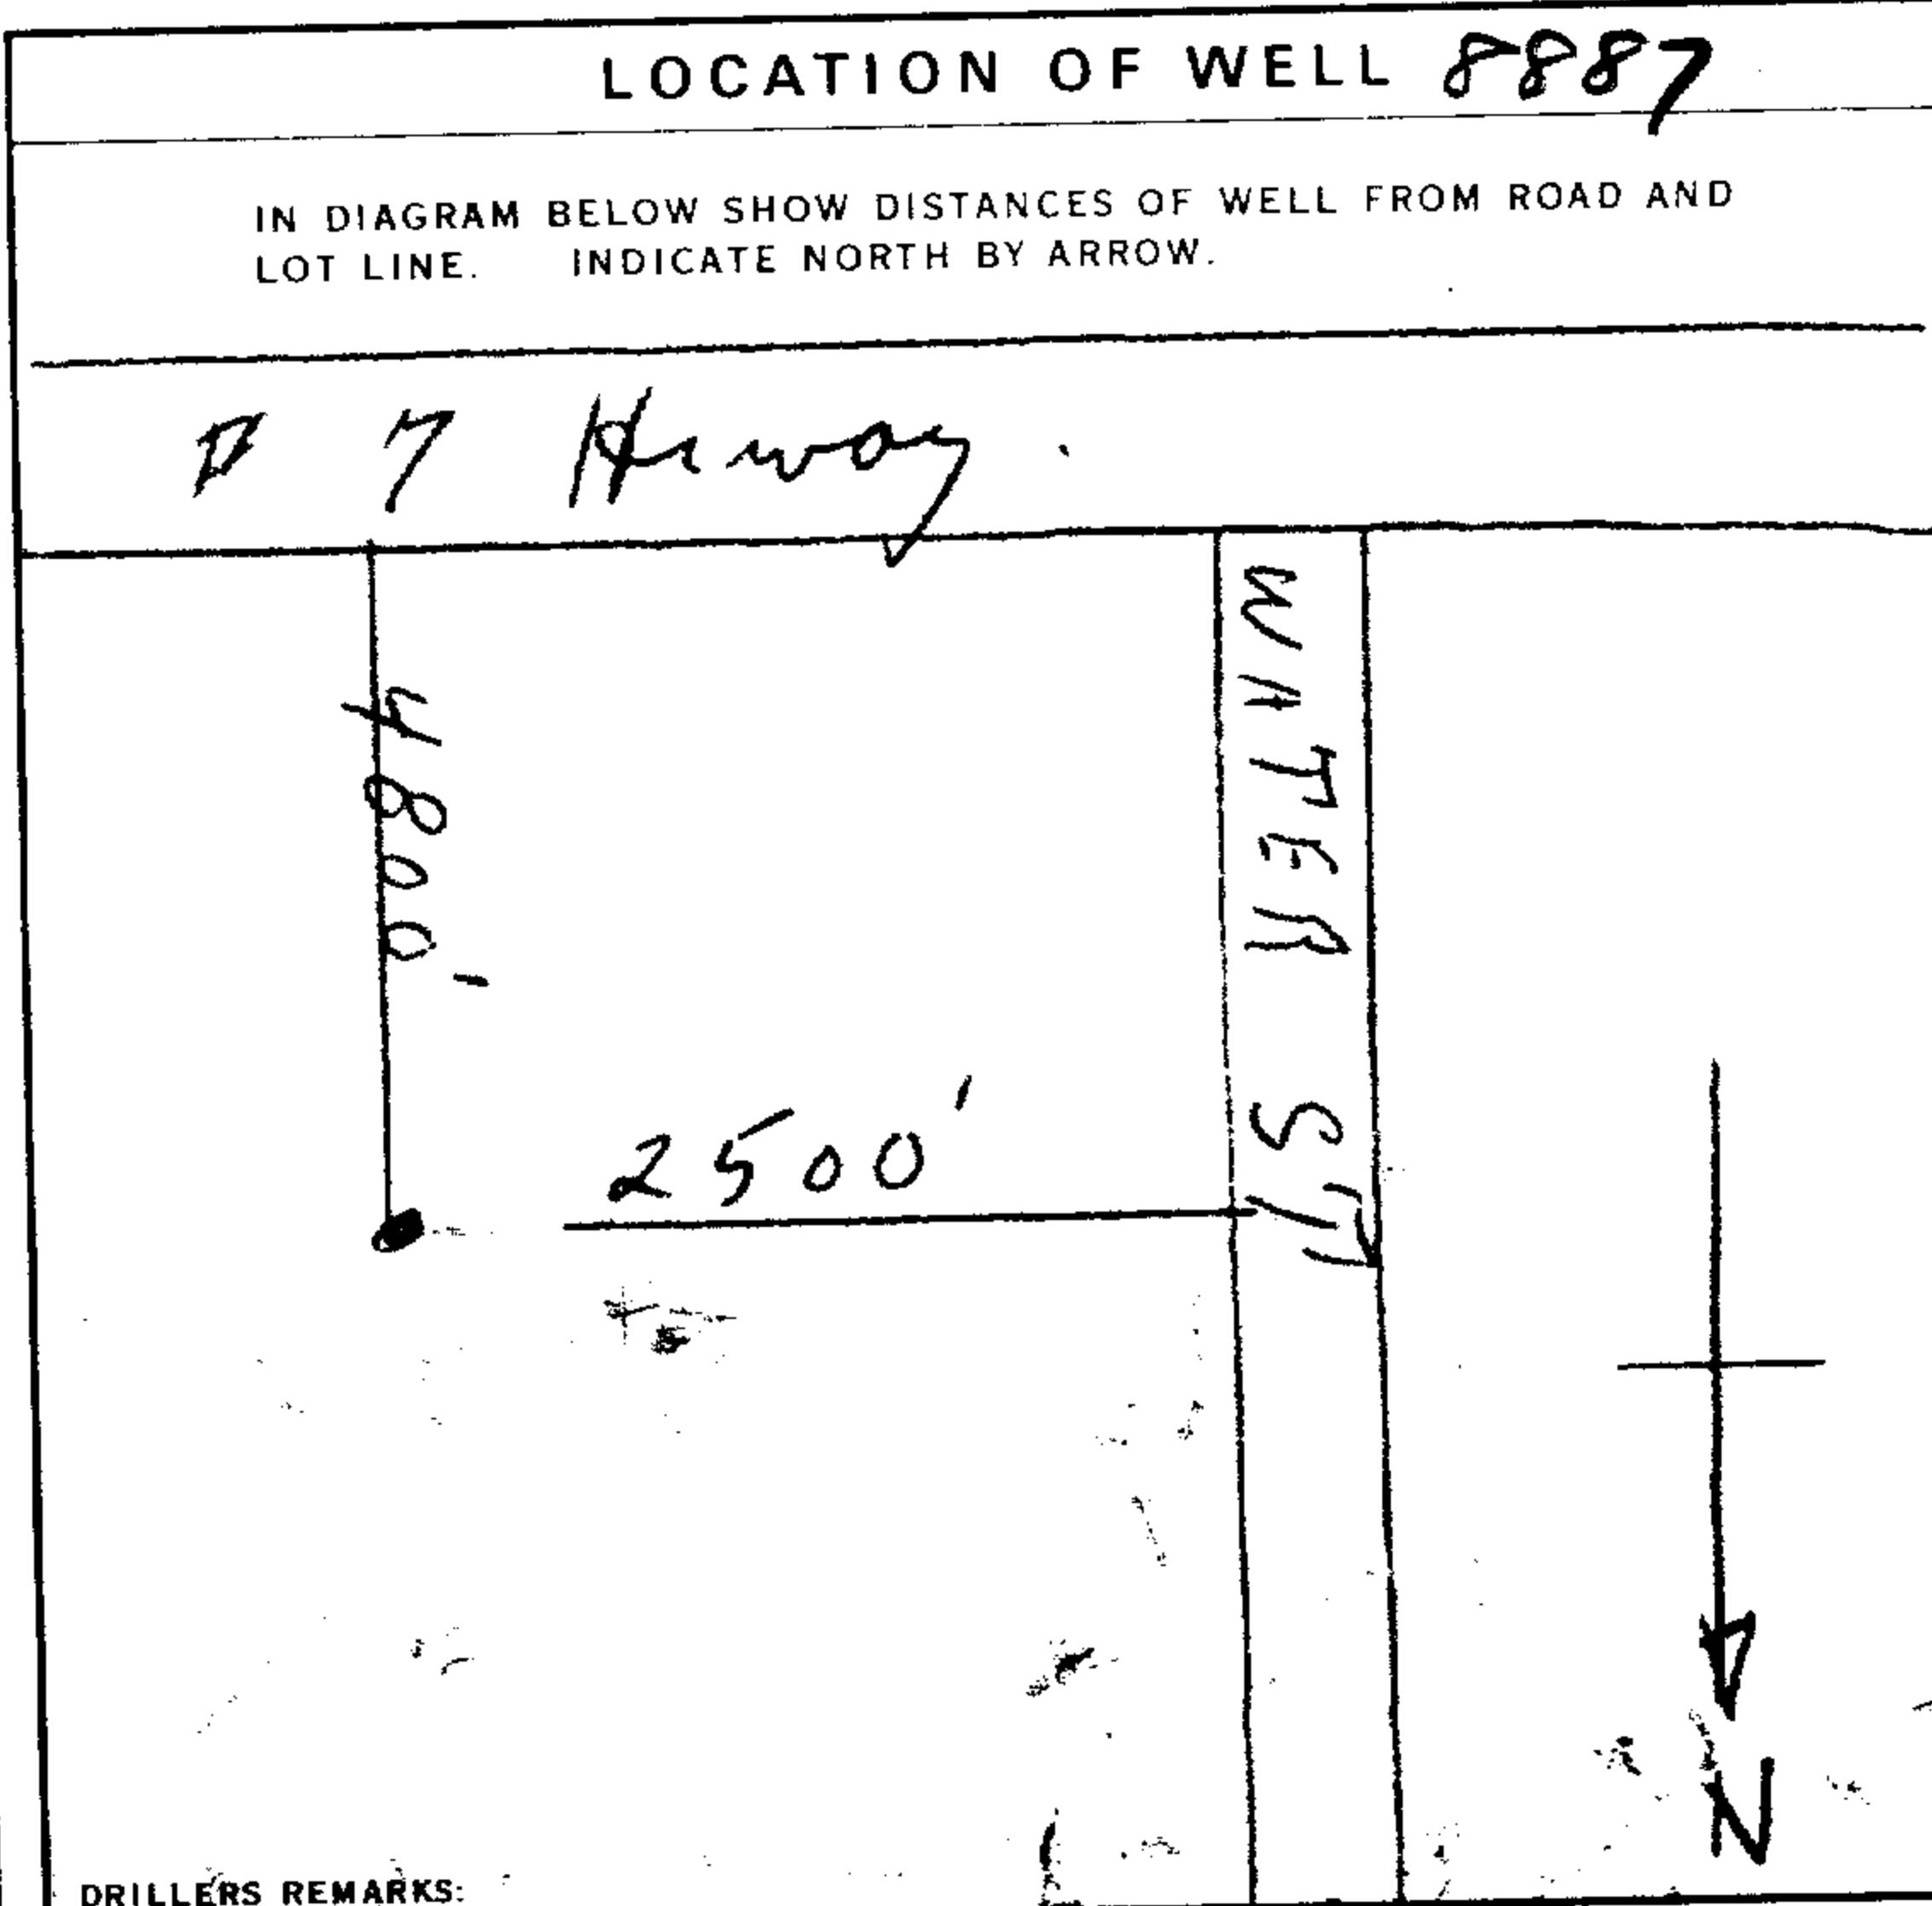 LOCATION OF WELL 8887
IN DIAGRAM BELOW SHOW DISTANCES OF WELL FROM ROAD AND
LOT LINE. INDICATE NORTH BY ARROW.
7 Hiway
4800'
WATER ST
2500'
N
DRILLERS REMARKS: